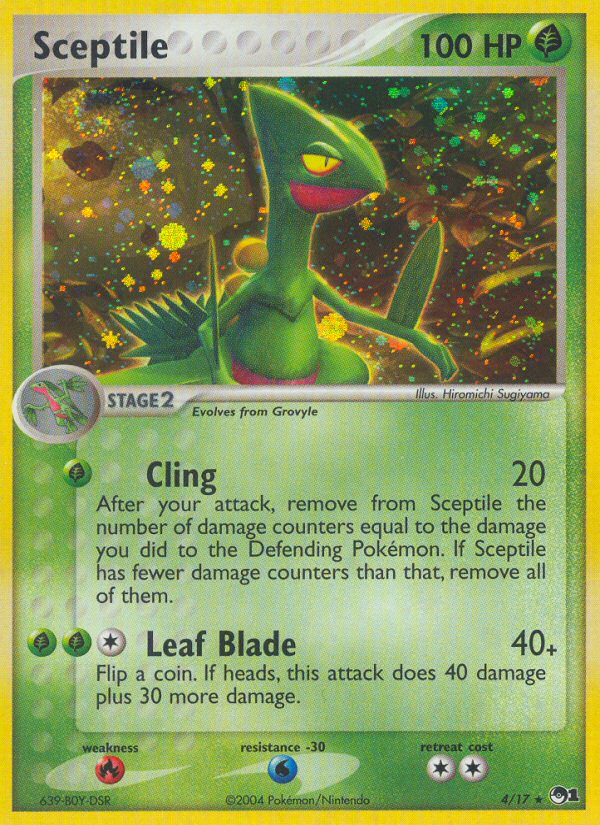 Sceptile
100 HP
Illus. Hiromichi Sugiyama
STAGE2
Evolves from Grovyle
Cling 20
After your attack, remove from Sceptile the
number of damage counters equal to the damage
you did to the Defending Pokémon. If Sceptile
has fewer damage counters than that, remove all
of them.
Leaf Blade 40+
Flip a coin. If heads, this attack does 40 damage
plus 30 more damage.
weakness resistance -30 retreat cost
639-B0Y-DSR ©2004 Pokémon/Nintendo 4/17 ★ 1